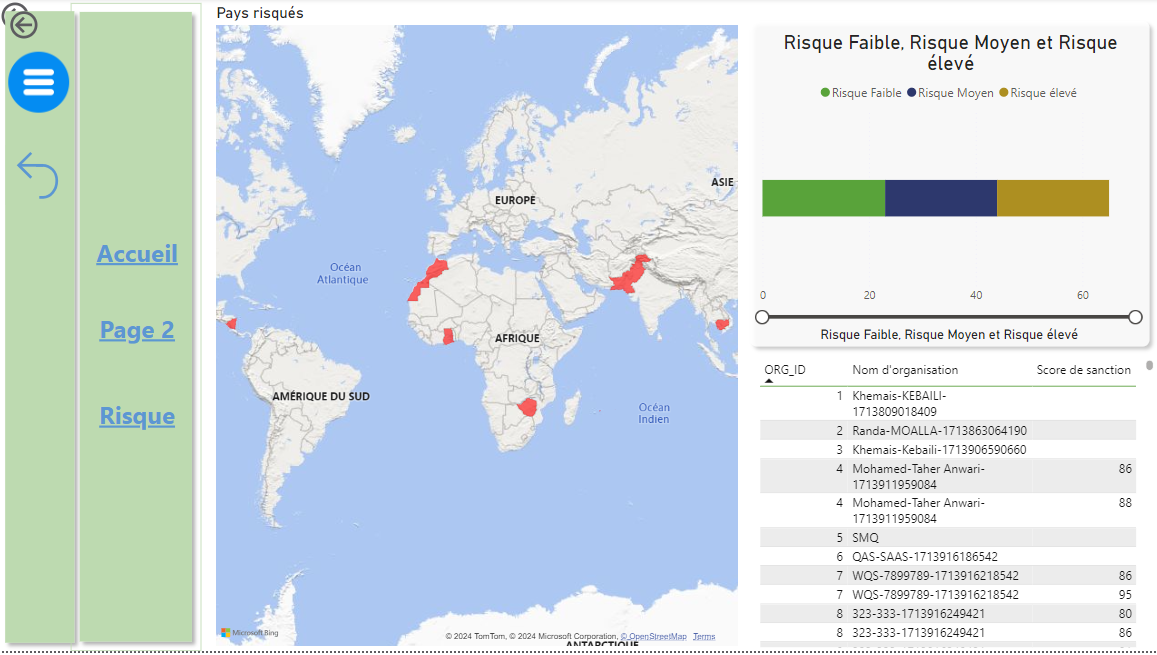 Pays risqués
Accueil
Page 2
Risque
EUROPE
ASIE
Océan
Atlantique
AFRIQUE
AMÉRIQUE DU SUD
Océan
Indien
Microsoft Bing
© 2024 TomTom, © 2024 Microsoft Corporation, © OpenStreetMap Terms
ANTARCTIQUE
Risque Faible, Risque Moyen et Risque
élevé
Risque Faible Risque Moyen Risque élevé
0 20 40 60
Risque Faible, Risque Moyen et Risque élevé
ORG_ID Nom d'organisation Score de sanction
1 Khemais-KEBAILI-
1713809018409
2 Randa-MOALLA-1713863064190
3 Khemais-Kebaili-1713906590660
4 Mohamed-Taher Anwari- 86
1713911959084
4 Mohamed-Taher Anwari- 88
1713911959084
5 SMQ
6 QAS-SAAS-1713916186542
7 WQS-7899789-1713916218542 86
7 WQS-7899789-1713916218542 95
8 323-333-1713916249421 80
8 323-333-1713916249421 86